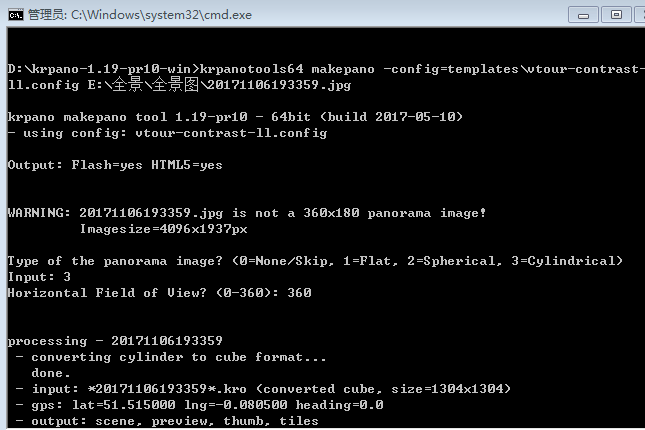 管理员: C:\Windows\system32\cmd.exe
D:\krpano-1.19-pr10-win>krpanotools64 makepano -config=templates\vtour-contrast-
ll.config E:\全景\全景图\20171106193359.jpg
krpano makepano tool 1.19-pr10 - 64bit (build 2017-05-10)
- using config: vtour-contrast-ll.config
Output: Flash=yes HTML5=yes
WARNING: 20171106193359.jpg is not a 360x180 panorama image!
Imagesize=4096x1937px
Type of the panorama image? (0=None/Skip, 1=Flat, 2=Spherical, 3=Cylindrical)
Input: 3
Horizontal Field of View? (0-360): 360
processing - 20171106193359
- converting cylinder to cube format...
done.
- input: *20171106193359*.kro (converted cube, size=1304x1304)
- gps: lat=51.515000 lng=-0.080500 heading=0.0
- output: scene, preview, thumb, tiles